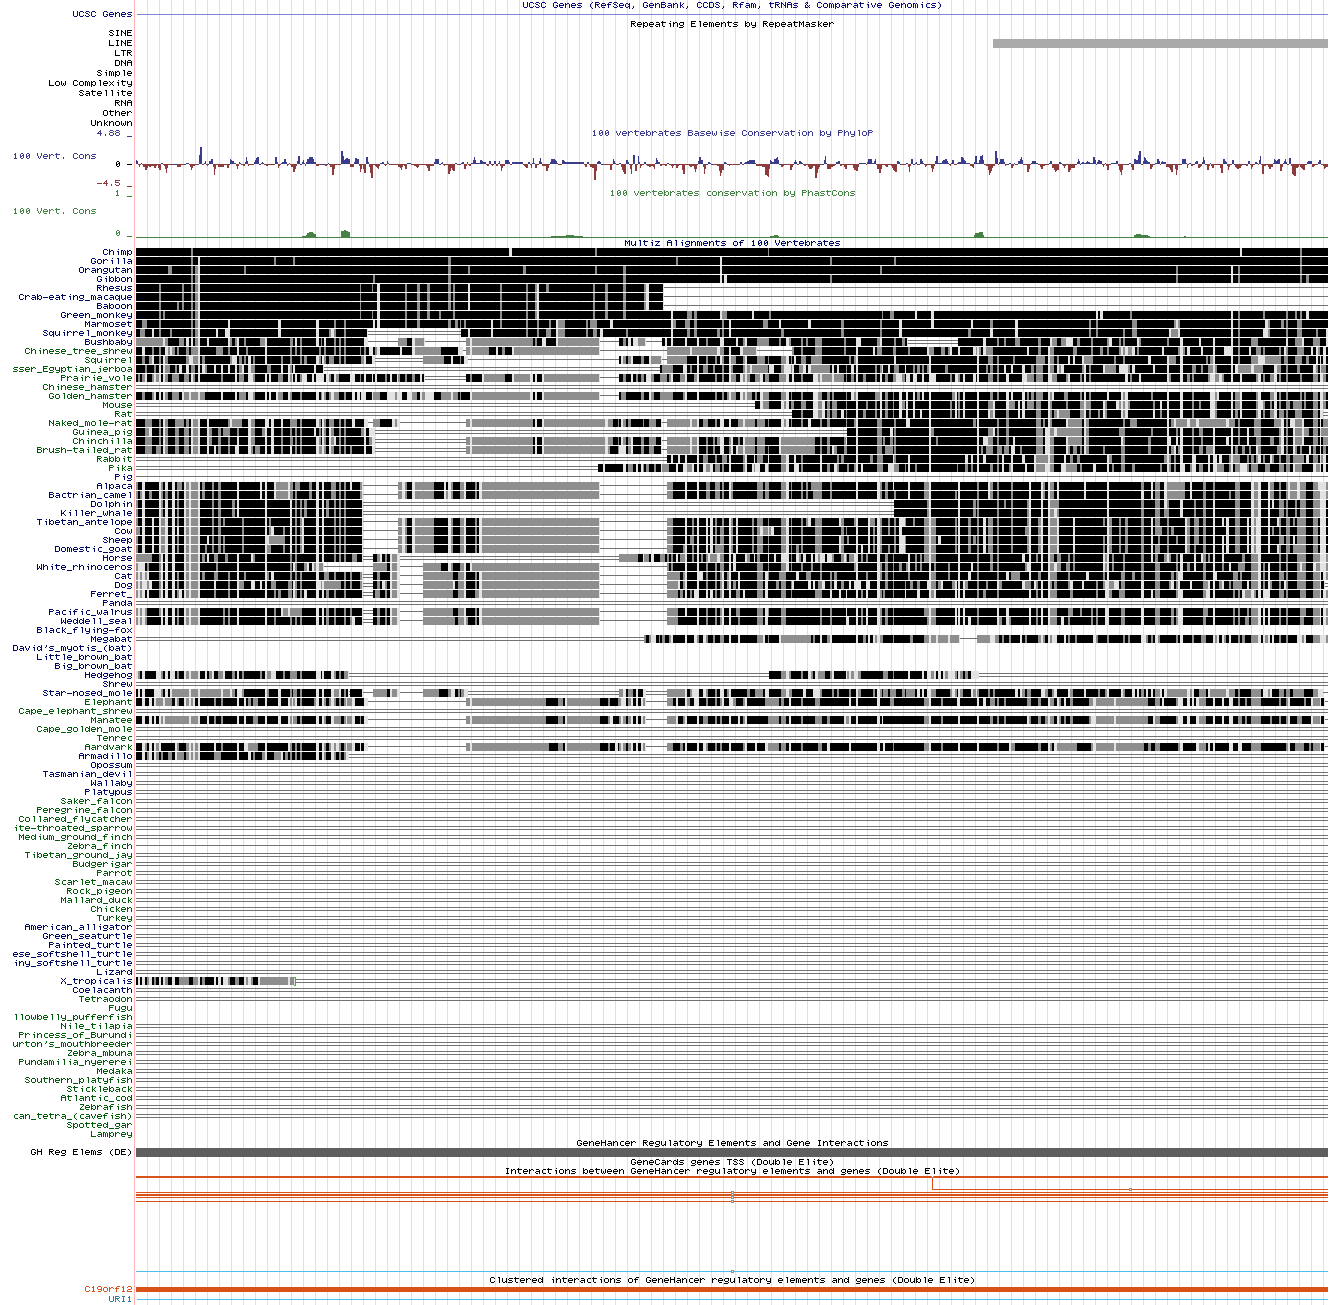 UCSC Genes (RefSeq, GenBank, CCDS, Rfam, tRNAs & Comparative Genomics)
UCSC Genes
Repeating Elements by RepeatMasker
SINE
LINE
LTR
DNA
Simple
Low Complexity
Satellite
RNA
Other
Unknown
4.88 _
100 vertebrates Basewise Conservation by PhyloP
100 Vert. Cons
0 _
-4.5 _
100 vertebrates conservation by PhastCons
1 _
100 Vert. Cons
0 _
Multiz Alignments of 100 Vertebrates
Chimp
Gorilla
Orangutan
Gibbon
Rhesus
Crab-eating_macaque
Baboon
Green_monkey
Marmoset
Squirrel_monkey
Bushbaby
Chinese_tree_shrew
Squirrel
sser_Egyptian_jerboa
Prairie_vole
Chinese_hamster
Golden_hamster
Mouse
Rat
Naked_mole-rat
Guinea_pig
Chinchilla
Brush-tailed_rat
Rabbit
Pika
Pig
Alpaca
Bactrian_camel
Dolphin
Killer_whale
Tibetan_antelope
Cow
Sheep
Domestic_goat
Horse
White_rhinoceros
Cat
Dog
Ferret_
Panda
Pacific_walrus
Weddell_seal
Black_flying-fox
Megabat
David's_myotis_(bat)
Little_brown_bat
Big_brown_bat
Hedgehog
Shrew
Star-nosed_mole
Elephant
Cape_elephant_shrew
Manatee
Cape_golden_mole
Tenrec
Aardvark
Armadillo
Opossum
Tasmanian_devil
Wallaby
Platypus
Saker_falcon
Peregrine_falcon
Collared_flycatcher
ite-throated_sparrow
Medium_ground_finch
Zebra_finch
Tibetan_ground_jay
Budgerigar
Parrot
Scarlet_macaw
Rock_pigeon
Mallard_duck
Chicken
Turkey
American_alligator
Green_seaturtle
Painted_turtle
ese_softshell_turtle
iny_softshell_turtle
Lizard
X_tropicalis
Coelacanth
Tetraodon
Fugu
llowbelly_pufferfish
Nile_tilapia
Princess_of_Burundi
urton's_mouthbreeder
Zebra_mbuna
Pundamilia_nyererei
Medaka
Southern_platyfish
Stickleback
Atlantic_cod
Zebrafish
can_tetra_(cavefish)
Spotted_gar
Lamprey
GeneHancer Regulatory Elements and Gene Interactions
GH Reg Elems (DE)
GeneCards genes TSS (Double Elite)
Interactions between GeneHancer regulatory elements and genes (Double Elite)
Clustered interactions of GeneHancer regulatory elements and genes (Double Elite)
C19orf12
URI1